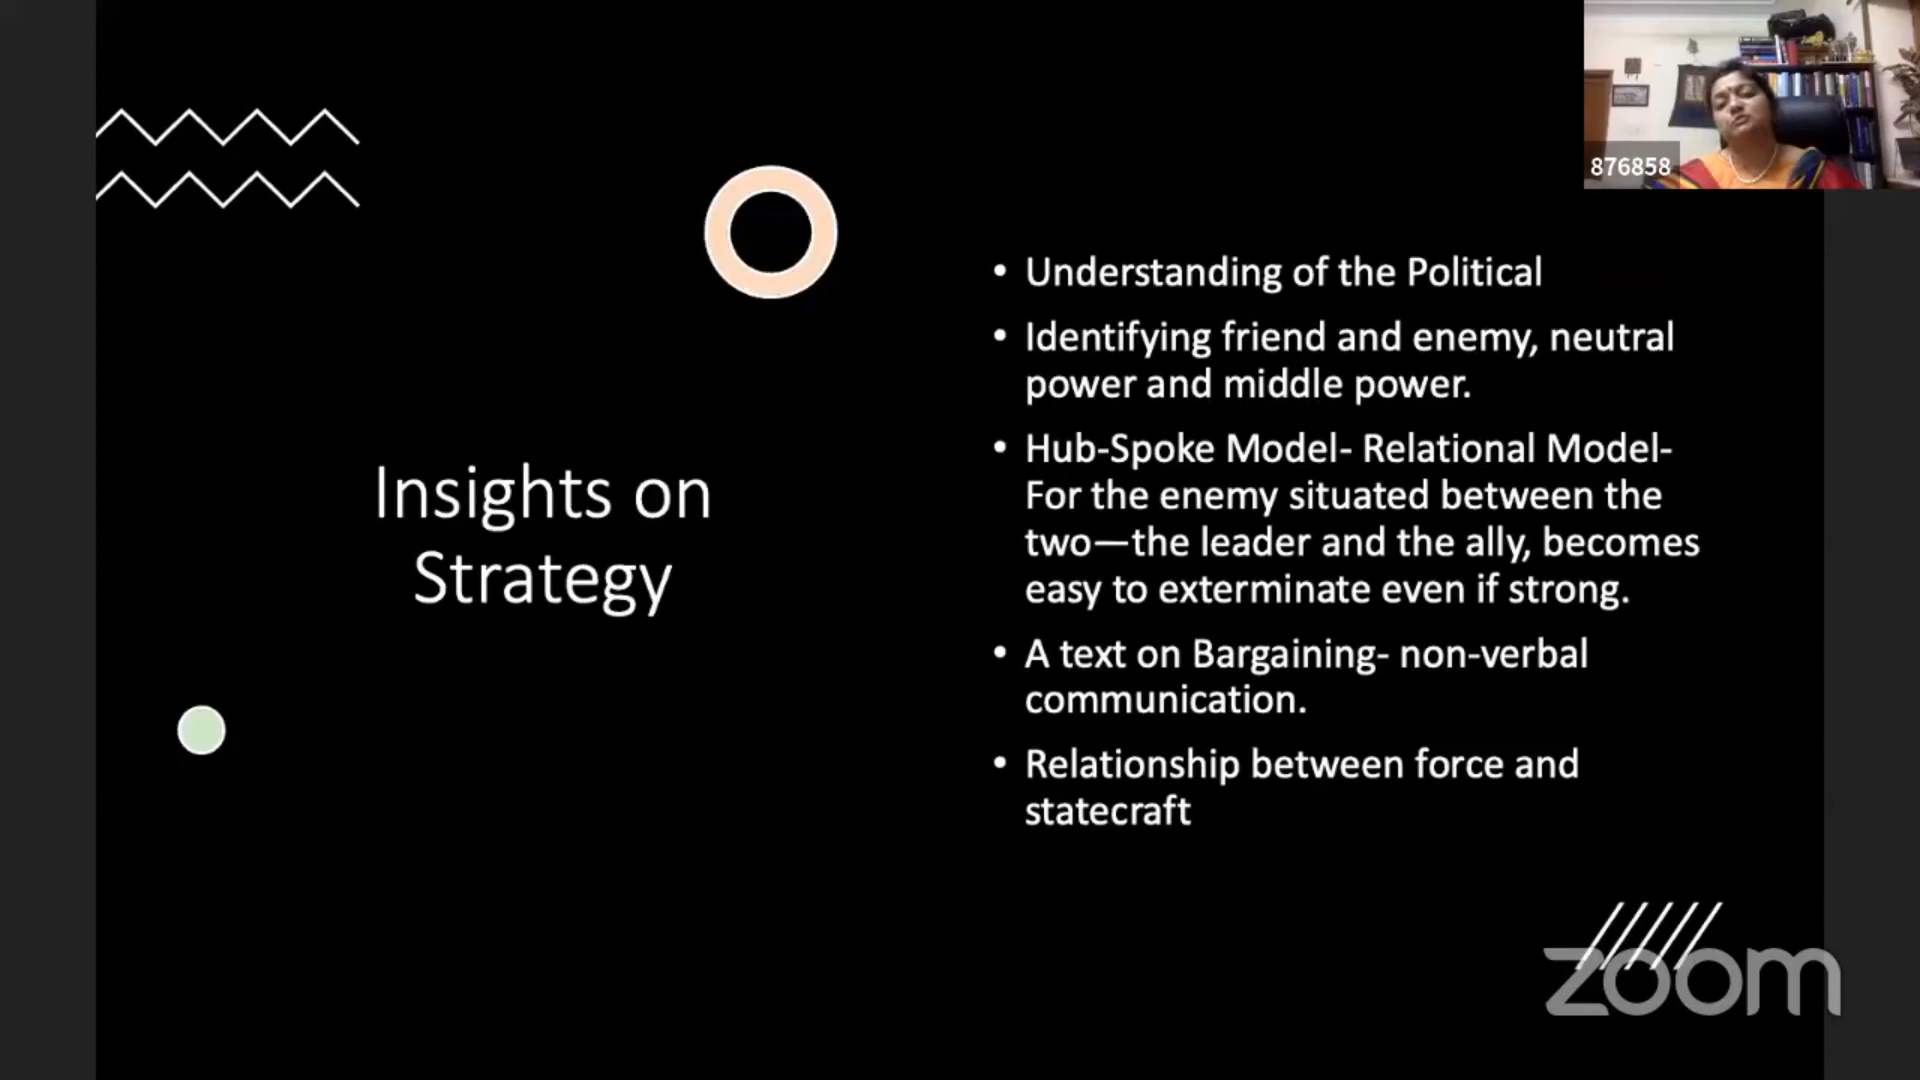 876858
Insights on
Strategy
• Understanding of the Political
• Identifying friend and enemy, neutral
power and middle power.
• Hub-Spoke Model- Relational Model-
For the enemy situated between the
two—the leader and the ally, becomes
easy to exterminate even if strong.
• A text on Bargaining- non-verbal
communication.
• Relationship between force and
statecraft
zoom